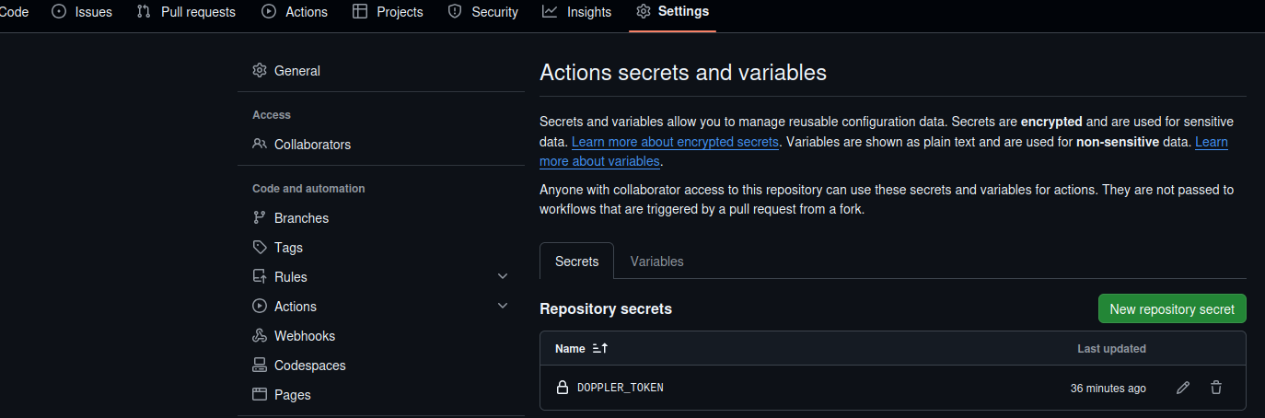 Code Issues Pull requests Actions Projects Security Insights Settings
General
Access
Collaborators
Code and automation
Branches
Tags
Rules
Actions
Webhooks
Codespaces
Pages
Actions secrets and variables
Secrets and variables allow you to manage reusable configuration data. Secrets are encrypted and are used for sensitive
data. Learn more about encrypted secrets. Variables are shown as plain text and are used for non-sensitive data. Learn
more about variables.
Anyone with collaborator access to this repository can use these secrets and variables for actions. They are not passed to
workflows that are triggered by a pull request from a fork.
Secrets Variables
Repository secrets New repository secret
Name Last updated
DOPPLER_TOKEN 36 minutes ago